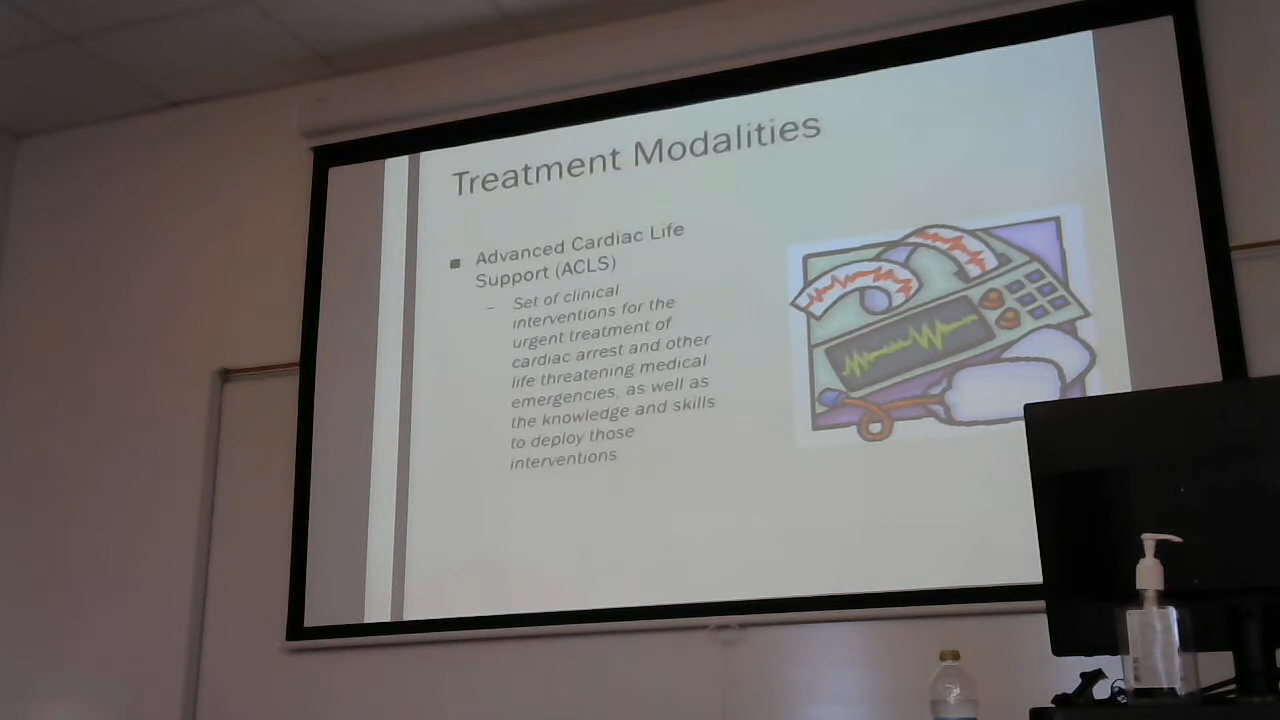 Treatment Modalities
Advanced Cardiac Life
Support (ACLS)
– Set of clinical
interventions for the
urgent treatment of
cardiac arrest and other
life threatening medical
emergencies, as well as
the knowledge and skills
to deploy those
interventions